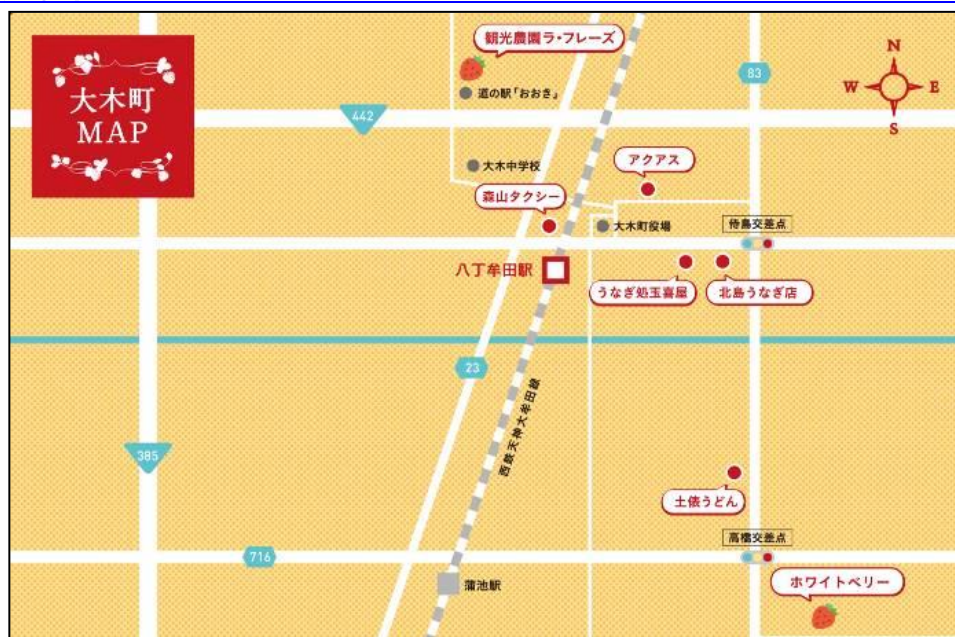 大木町
MAP
観光農園ラ・フレーズ
道の駅「おおき」
442
83
N
W
E
S
大木中学校
アクアス
森山タクシー
大木町役場
侍島交差点
八丁牟田駅
うなぎ処玉喜屋
北島うなぎ店
23
西鉄天神大牟田線
385
土俵うどん
716
高橋交差点
蒲池駅
ホワイトベリー